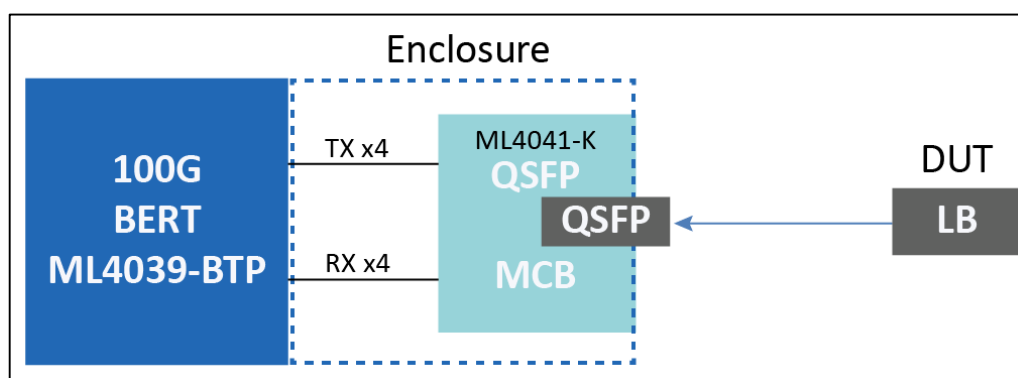 Enclosure
100G
BERT
ML4039-BTP
TX x4
RX x4
ML4041-K
QSFP
QSFP
MCB
DUT
LB